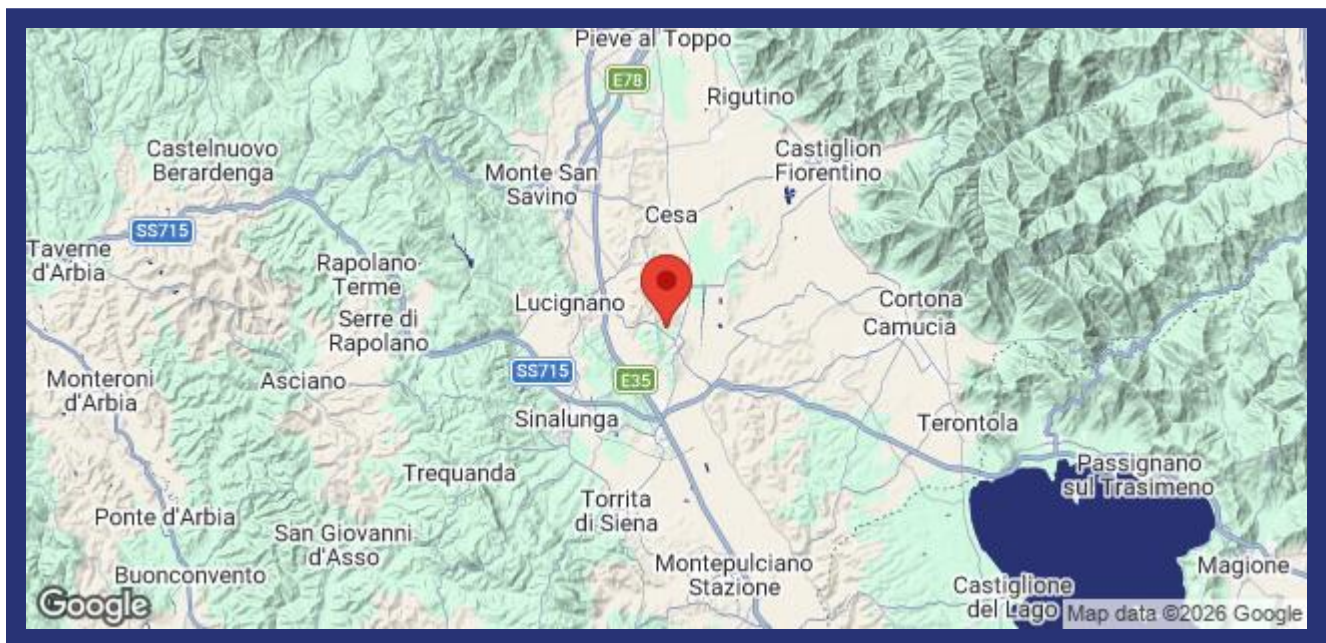 Pieve al Toppo
E78
Rigutino
Castelnuovo
Berardenga
Castiglion
Fiorentino
Monte San
Savino
Cesa
SS715
Taverne
d'Arbia
Rapolano
Terme
Lucignano
Cortona
Camucia
Serre di
Rapolano
SS715
E35
Monteroni
d'Arbia
Asciano
Sinalunga
Terontola
Trequanda
Passignano
sul Trasimeno
Torrita
di Siena
Ponte d'Arbia
San Giovanni
d'Asso
Montepulciano
Stazione
Magione
Buonconvento
Castiglione
del Lago
Google
Map data ©2026 Google